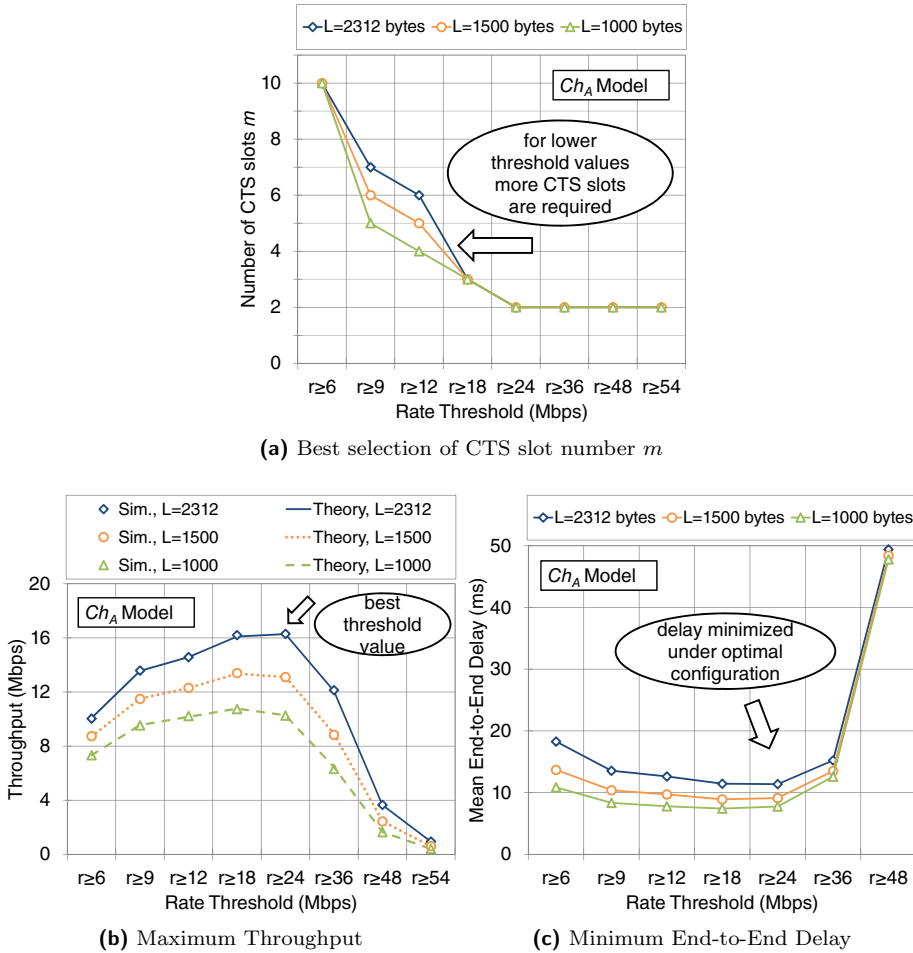 L=2312 bytes L=1500 bytes L=1000 bytes
10
8
6
4
2
0
Number of CTS slots m
Ch_A Model
for lower
threshold values
more CTS slots
are required
r≥6 r≥9 r≥12 r≥18 r≥24 r≥36 r≥48 r≥54
Rate Threshold (Mbps)
(a) Best selection of CTS slot number m
Sim., L=2312 Theory, L=2312
Sim., L=1500 Theory, L=1500
Sim., L=1000 Theory, L=1000
20
16
12
8
4
0
Throughput (Mbps)
Ch_A Model
best
threshold
value
r≥6 r≥9 r≥12 r≥18 r≥24 r≥36 r≥48 r≥54
Rate Threshold (Mbps)
(b) Maximum Throughput
L=2312 bytes L=1500 bytes L=1000 bytes
50
40
30
20
10
0
Mean End-to-End Delay (ms)
Ch_A Model
delay minimized
under optimal
configuration
r≥6 r≥9 r≥12 r≥18 r≥24 r≥36 r≥48
Rate Threshold (Mbps)
(c) Minimum End-to-End Delay